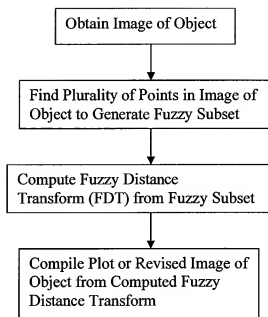 Obtain Image of Object
Find Plurality of Points in Image of
Object to Generate Fuzzy Subset
Compute Fuzzy Distance
Transform (FDT) from Fuzzy Subset
Compile Plot or Revised Image of
Object from Computed Fuzzy
Distance Transform